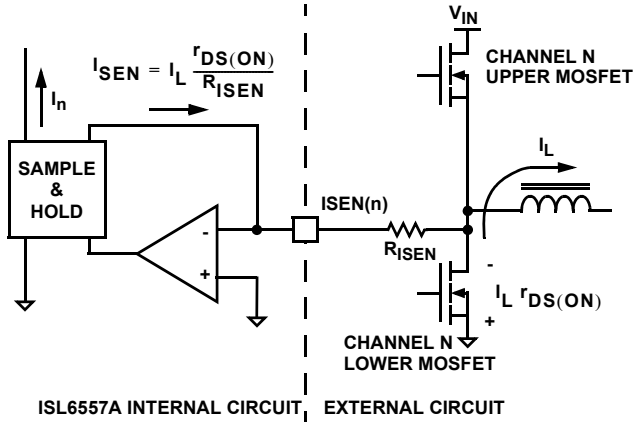 V_IN
I_SEN = I_L r_DS(ON) / R_ISEN
CHANNEL N
UPPER MOSFET
I_n
I_L
SAMPLE
&
HOLD
ISEN(n)
-
+
R_ISEN
-
I_L r_DS(ON)
+
CHANNEL N
LOWER MOSFET
ISL6557A INTERNAL CIRCUIT
EXTERNAL CIRCUIT